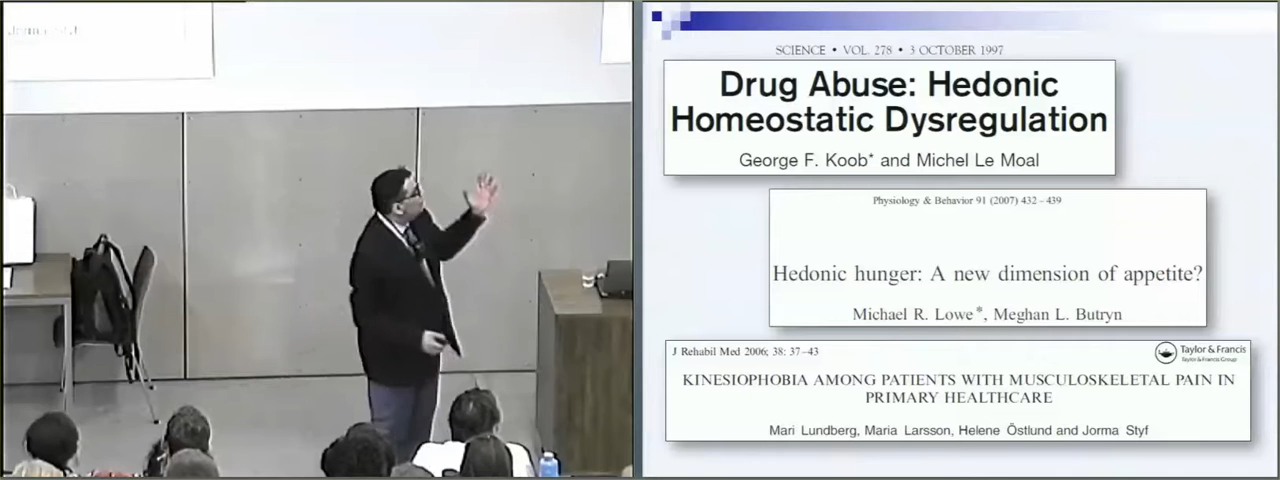 SCIENCE • VOL. 278 • 3 OCTOBER 1997
Drug Abuse: Hedonic
Homeostatic Dysregulation
George F. Koob* and Michel Le Moal
Physiology & Behavior 91 (2007) 432–439
Hedonic hunger: A new dimension of appetite?
Michael R. Lowe*, Meghan L. Butryn
J Rehabil Med 2006; 38: 37–43
Taylor & Francis
Taylor & Francis Group
KINESIOPHOBIA AMONG PATIENTS WITH MUSCULOSKELETAL PAIN IN
PRIMARY HEALTHCARE
Mari Lundberg, Maria Larsson, Helene Östlund and Jorma Styf